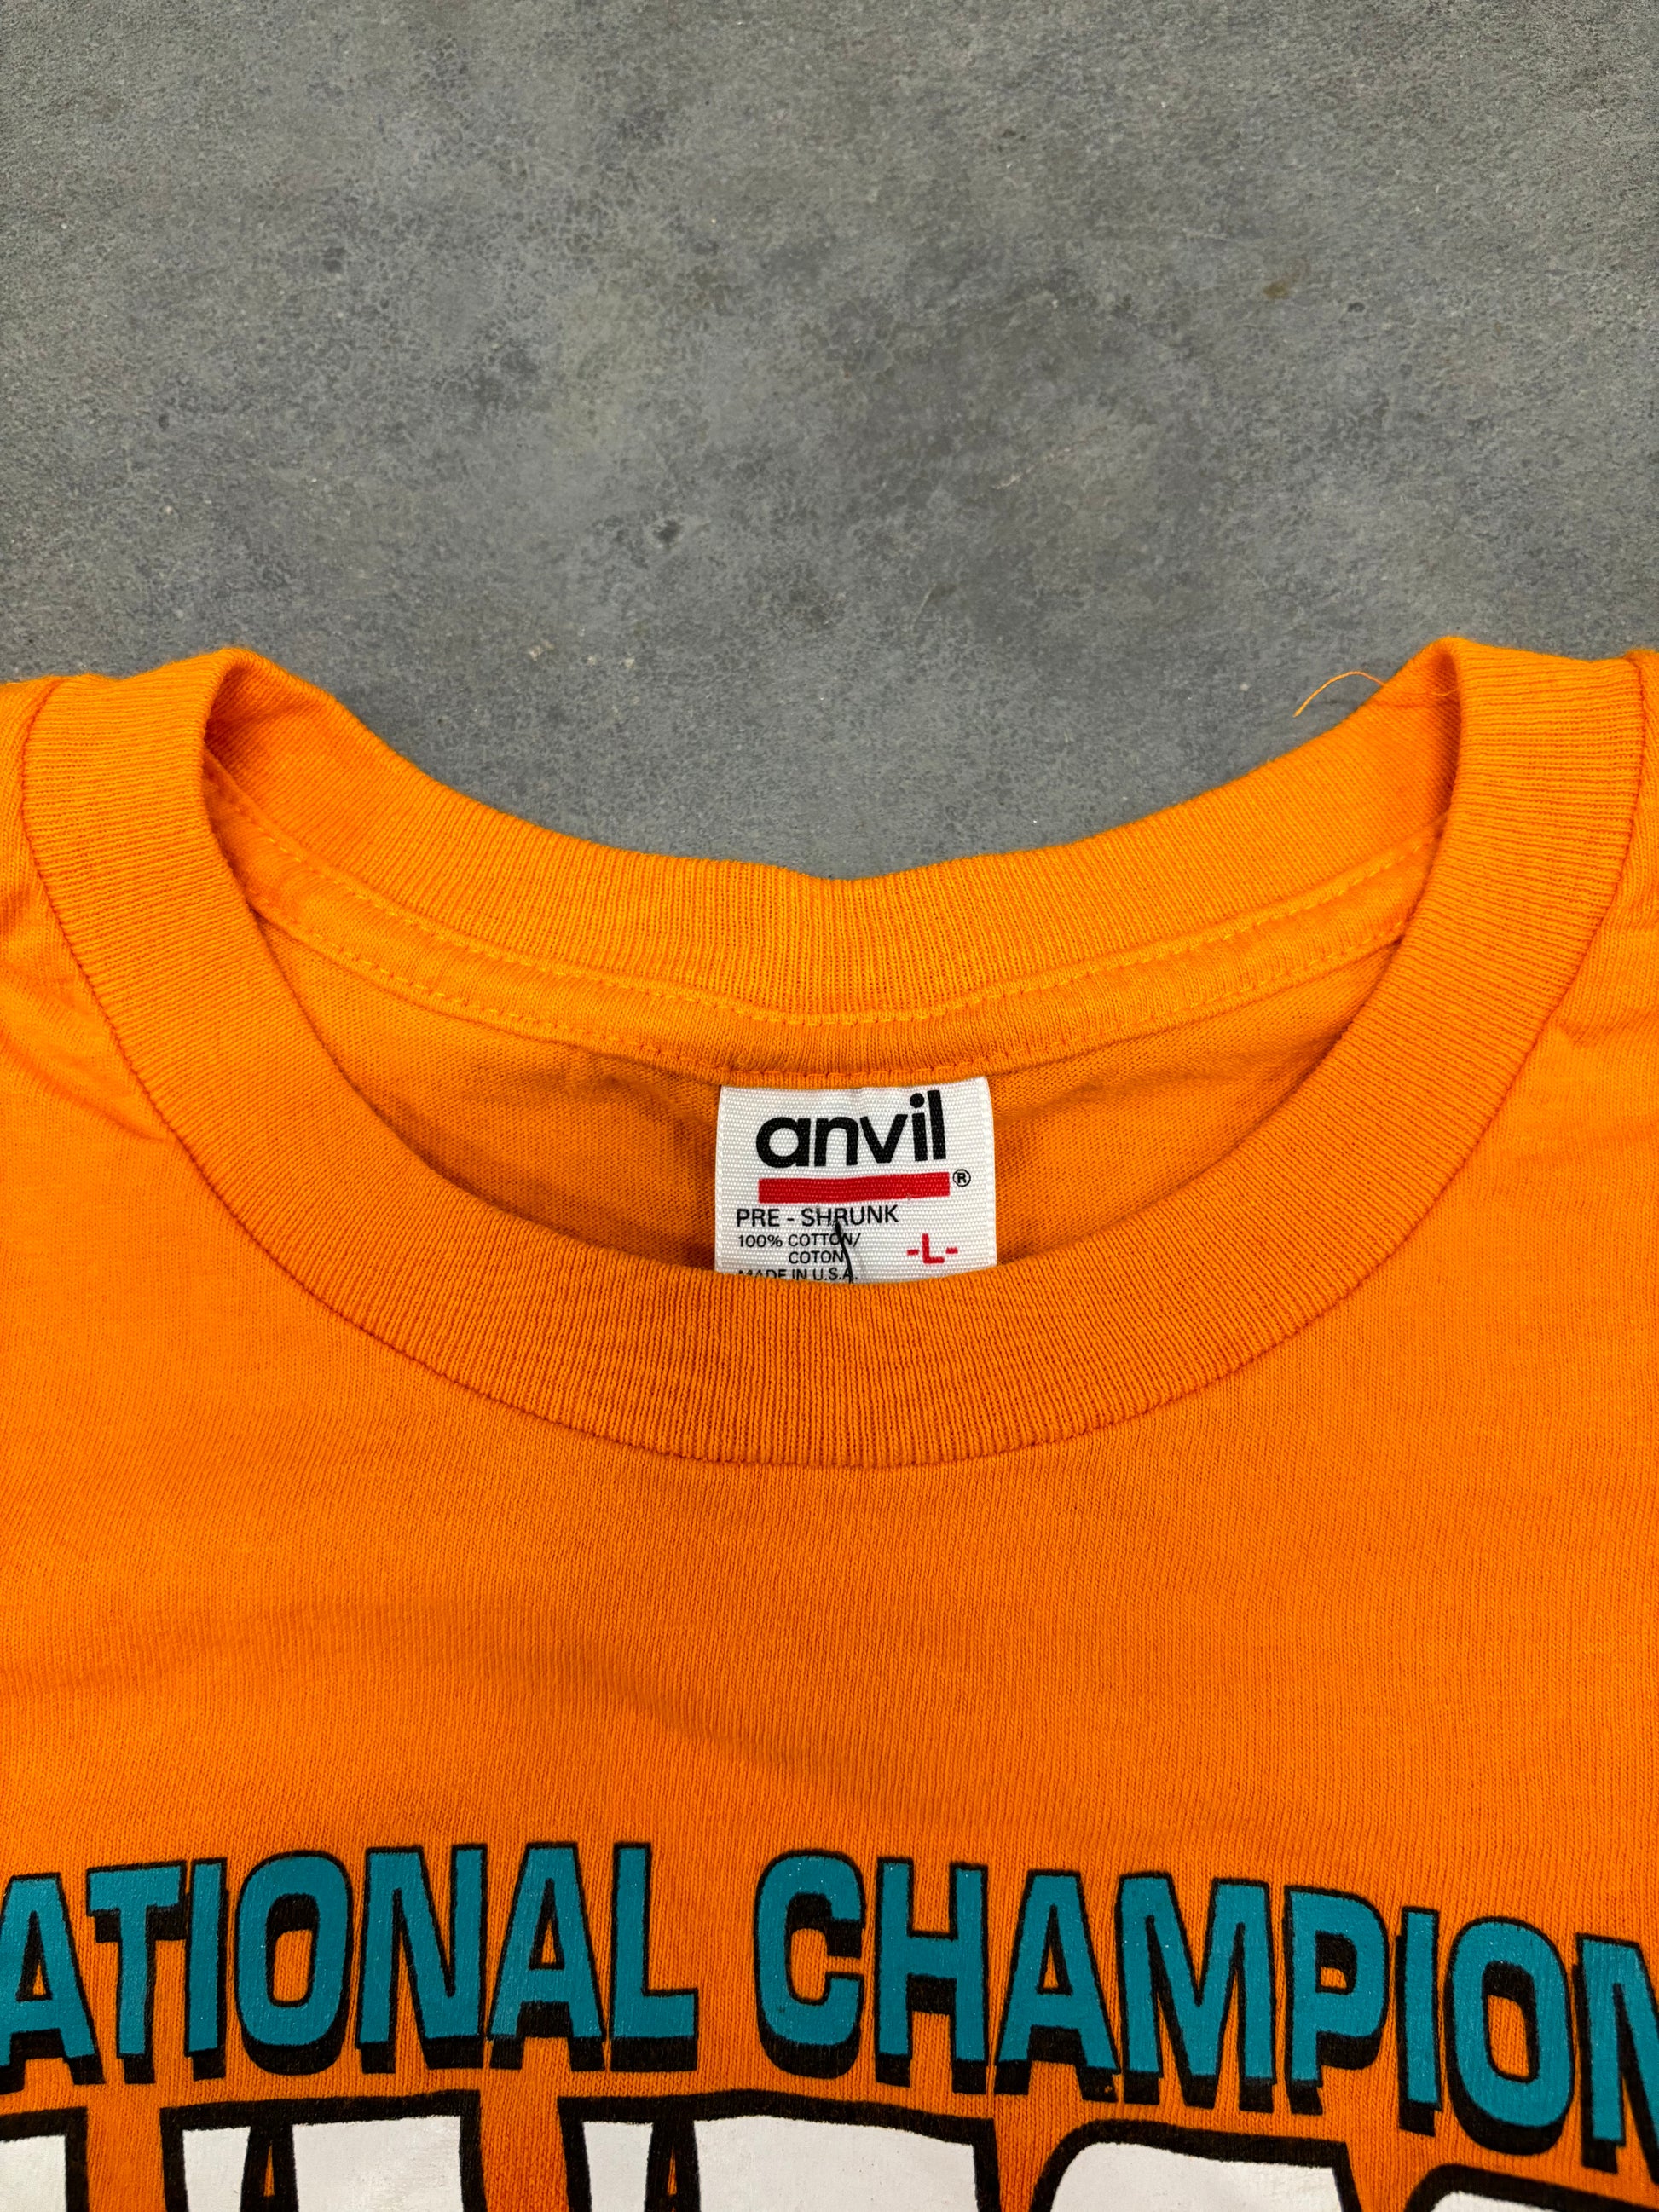 anvil®
PRE - SHRUNK
100% COTTON/
COTON
-L-
MADE IN U.S.A.
ATIONAL CHAMPION